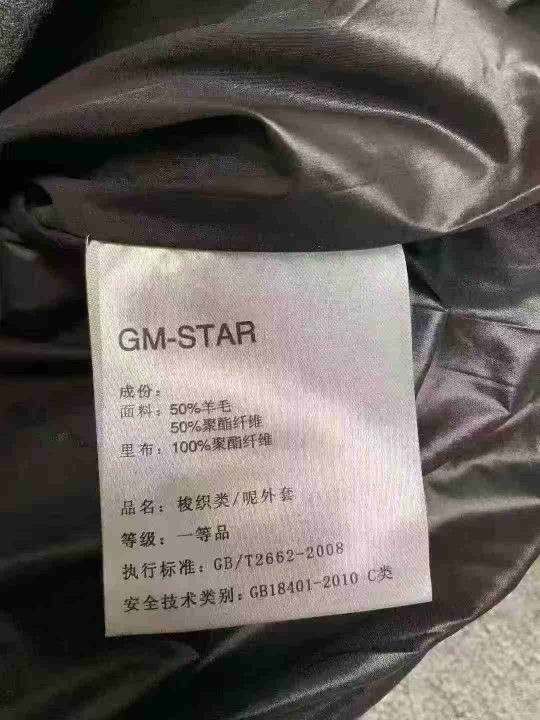 GM-STAR
成份：
面料：50%羊毛
50%聚酯纤维
里布：100%聚酯纤维
品名：梭织类/呢外套
等级：一等品
执行标准：GB/T2662-2008
安全技术类别：GB18401-2010 C类